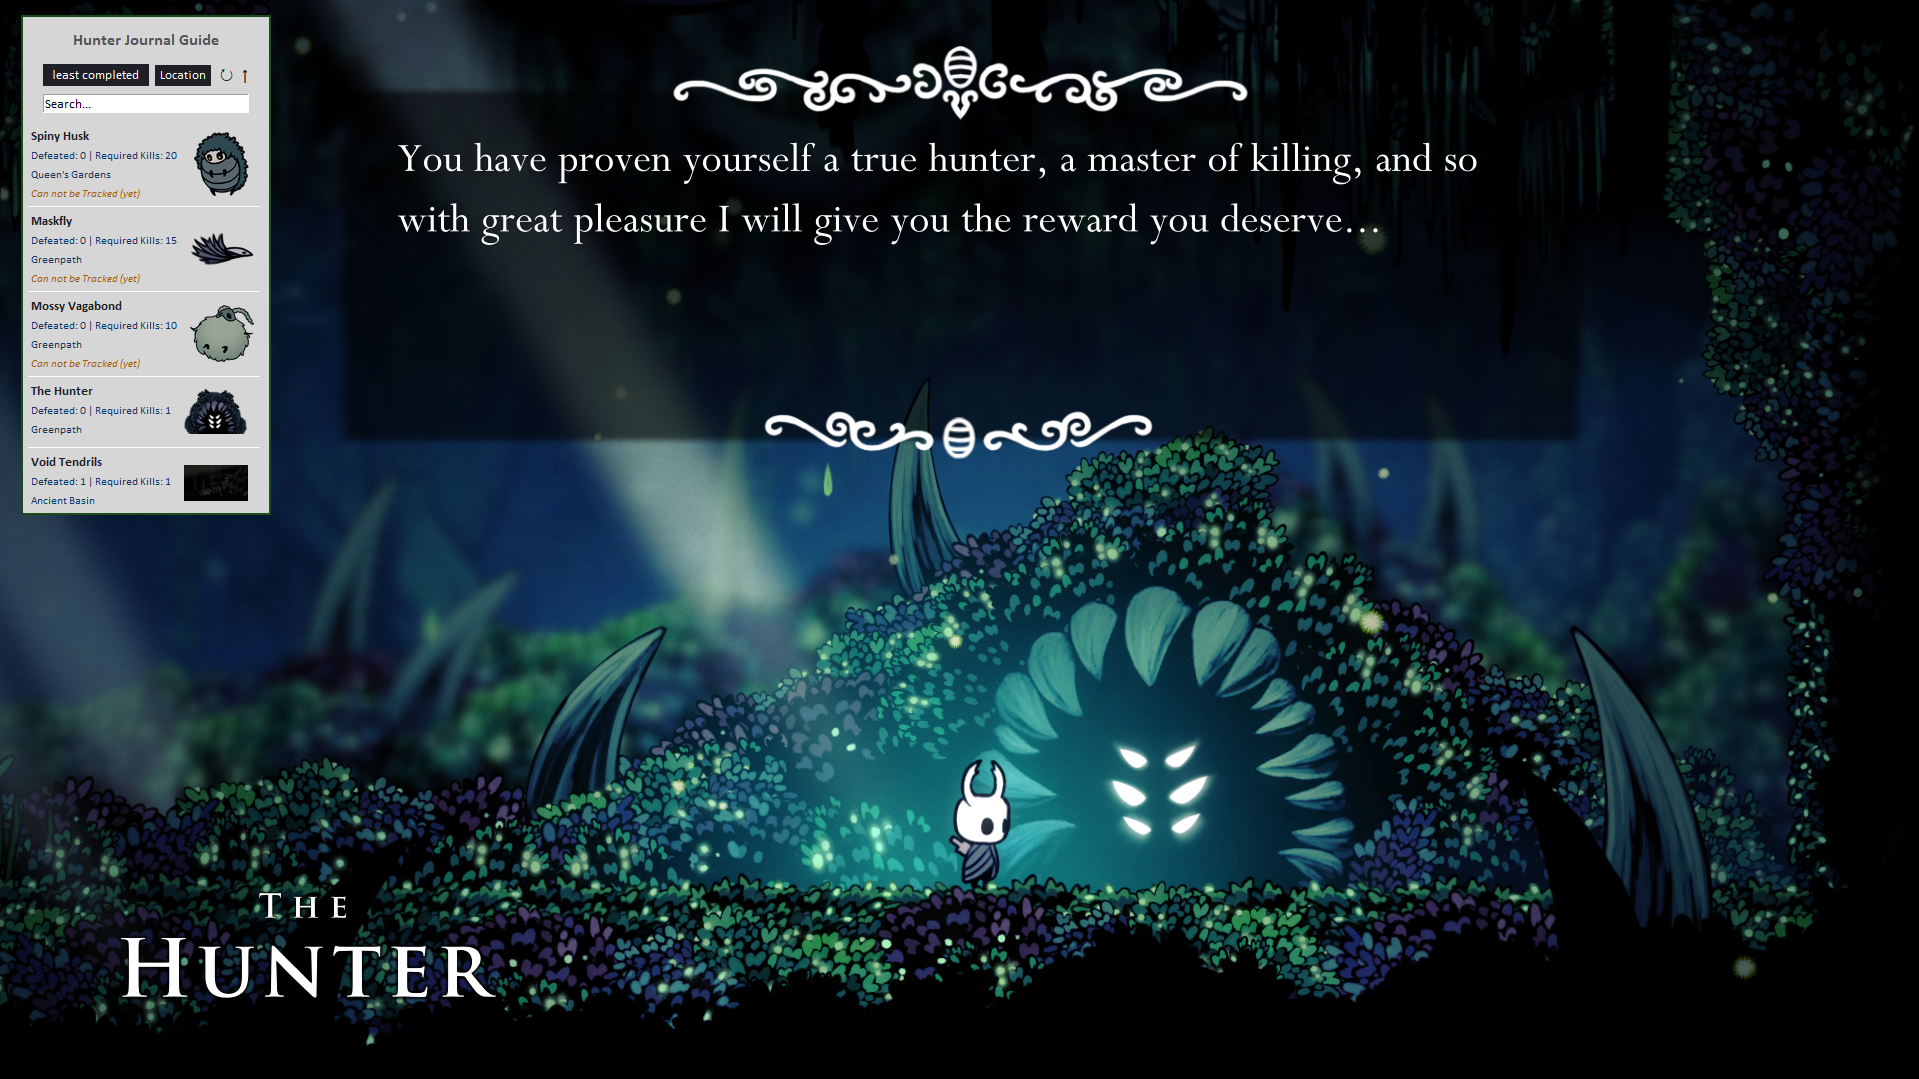 Hunter Journal Guide
least completed Location
Search...
Spiny Husk
Defeated: 0 | Required Kills: 20
Queen's Gardens
Can not be Tracked (yet)
Maskfly
Defeated: 0 | Required Kills: 15
Greenpath
Can not be Tracked (yet)
Mossy Vagabond
Defeated: 0 | Required Kills: 10
Greenpath
Can not be Tracked (yet)
The Hunter
Defeated: 0 | Required Kills: 1
Greenpath
Void Tendrils
Defeated: 1 | Required Kills: 1
Ancient Basin
You have proven yourself a true hunter, a master of killing, and so
with great pleasure I will give you the reward you deserve...
THE
HUNTER